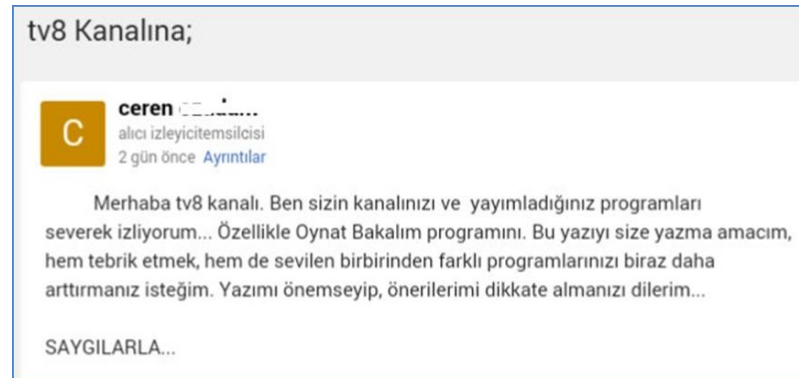 tv8 Kanalına;
C
ceren
alıcı izleyicitemsilcisi
2 gün önce Ayrıntılar
Merhaba tv8 kanalı. Ben sizin kanalınızı ve yayımladığınız programları
severek izliyorum... Özellikle Oynat Bakalım programını. Bu yazıyı size yazma amacım,
hem tebrik etmek, hem de sevilen birbirinden farklı programlarınızı biraz daha
arttırmanız isteğim. Yazımı önemseyip, önerilerimi dikkate almanızı dilerim...
SAYGILARLA...